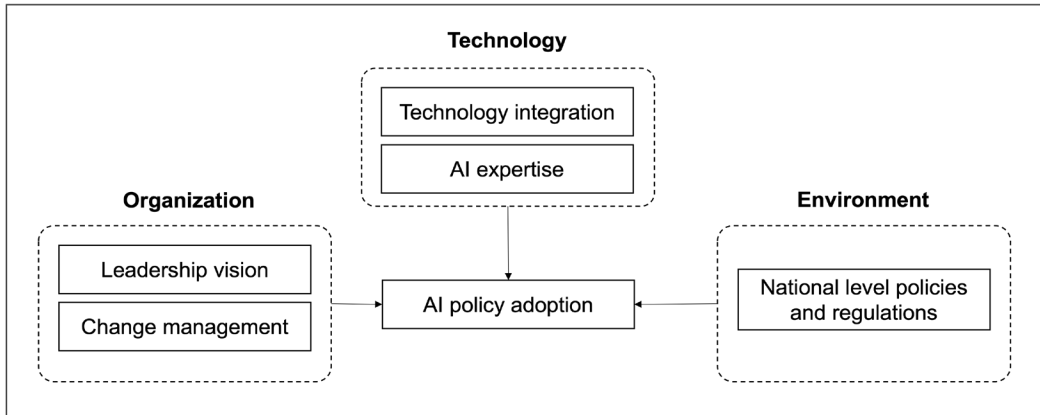 Technology
Technology integration
AI expertise
Organization
Leadership vision
Change management
AI policy adoption
Environment
National level policies
and regulations